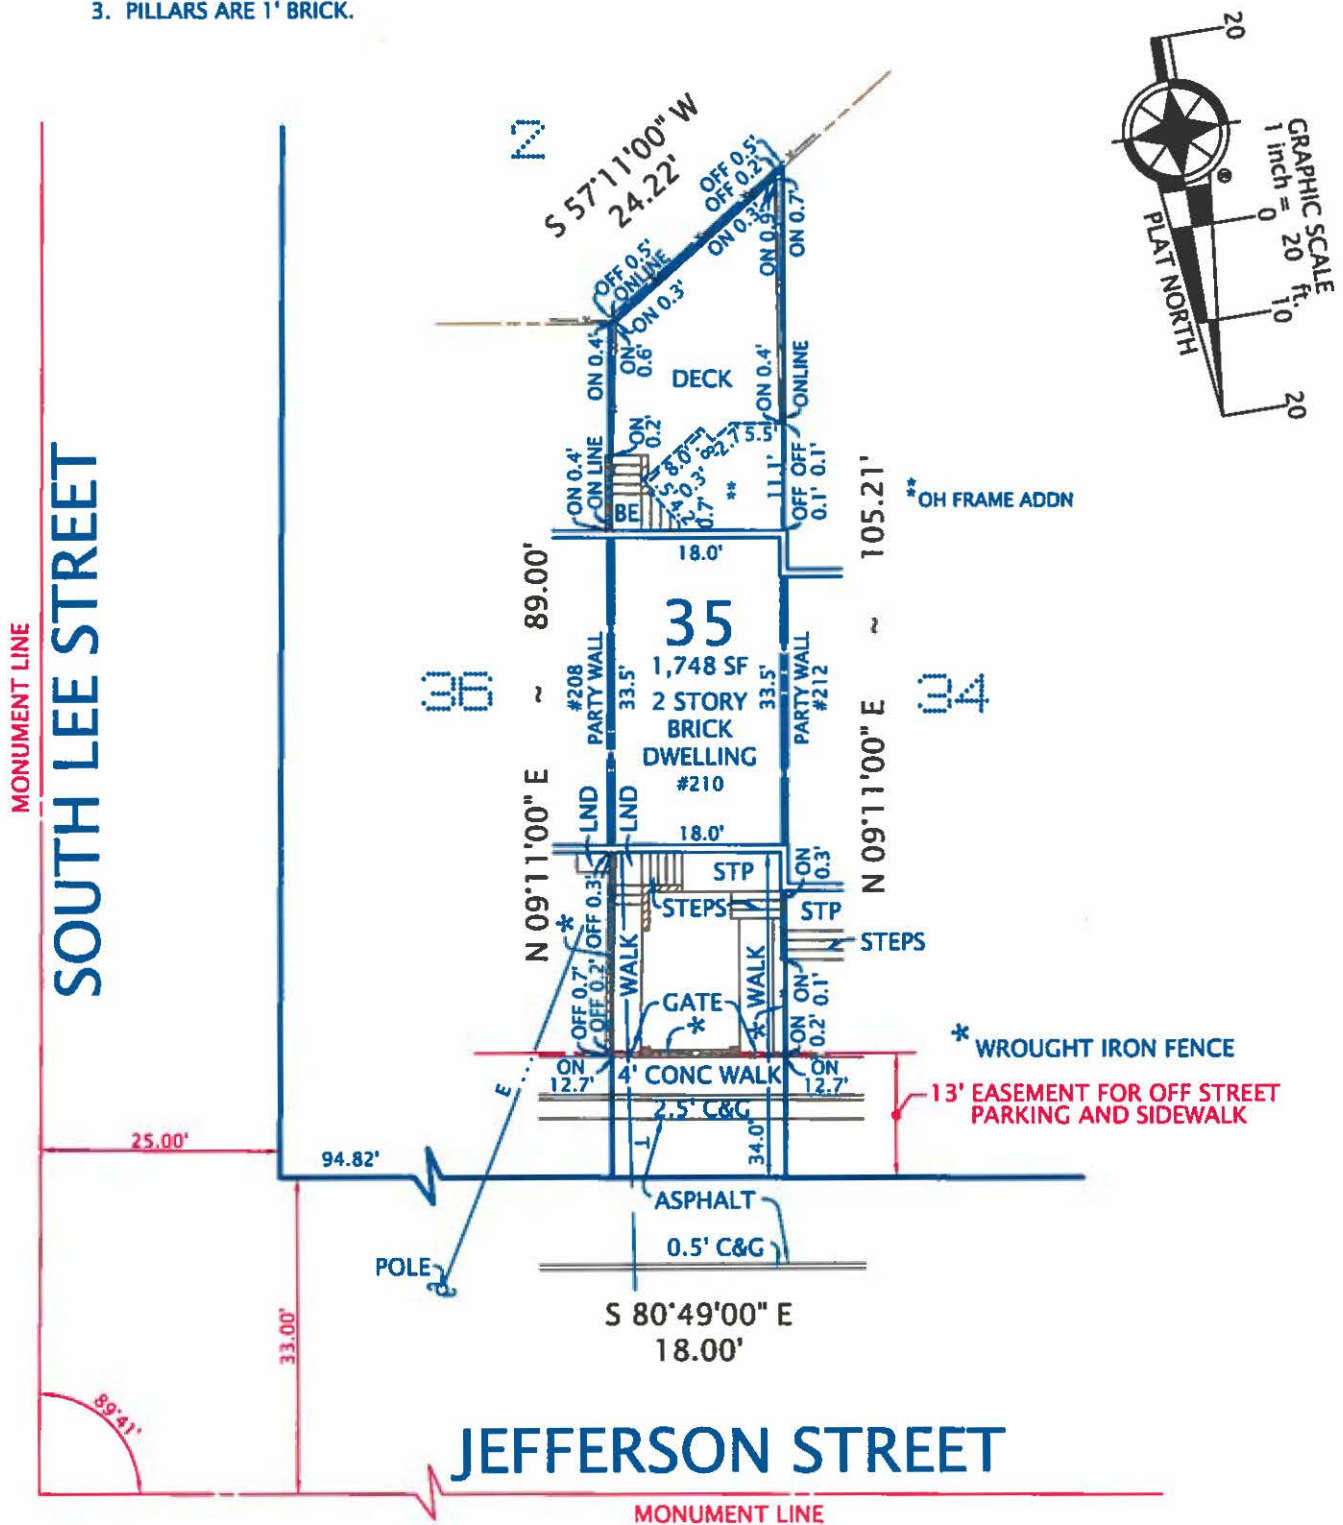 3. PILLARS ARE 1' BRICK.
20
GRAPHIC SCALE
1 inch = 20 ft.
0
10
20
PLAT NORTH
2
S 57°11'00" W
24.22'
OFF 0.5'
OFF 0.2'
ON 0.3'
ON 0.9'
ON 0.7'
OFF 0.5'
ONLINE
ON 0.3'
ON 0.4'
ON
0.6'
DECK
ON 0.4'
ONLINE
ON
0.2'
ON 0.4'
ON LINE
BE
8.0'
2.7
5.5'
0.3'
0.7'
11.1'
**
OFF OFF
0.1' 0.1'
105.21'
~
N 09°11'00" E
** OH FRAME ADDN
18.0'
89.00'
~
N 09°11'00" E
36
#208
PARTY WALL
33.5'
35
1,748 SF
2 STORY
BRICK
DWELLING
#210
33.5'
PARTY WALL
#212
34
MONUMENT LINE
SOUTH LEE STREET
LND
LND
18.0'
STP
ON
0.3'
STEPS
STP
STEPS
OFF 0.3'
*
WALK
WALK
OFF 0.7'
OFF 0.2'
GATE
*
*
ON ON
0.2' 0.1'
* WROUGHT IRON FENCE
ON
12.7'
4' CONC WALK
ON
12.7'
13' EASEMENT FOR OFF STREET
PARKING AND SIDEWALK
E
2.5' C&G
T
34.0'
25.00'
94.82'
ASPHALT
0.5' C&G
POLE
S 80°49'00" E
18.00'
33.00'
89°41'
JEFFERSON STREET
MONUMENT LINE